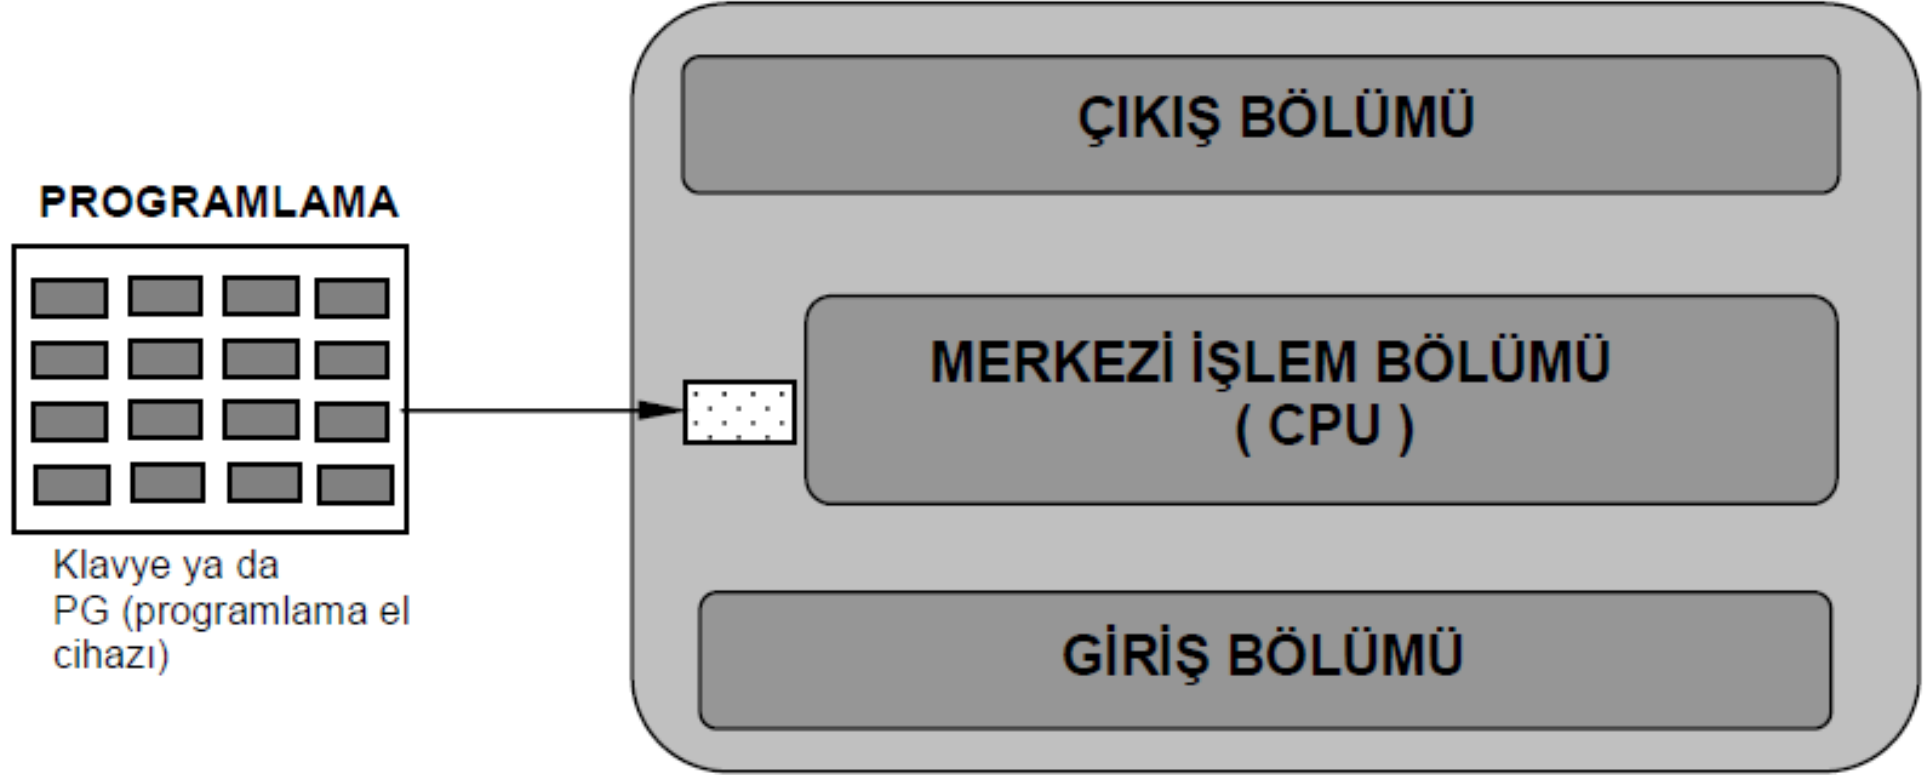 PROGRAMLAMA
Klavye ya da
PG (programlama el
cihazı)
ÇIKIŞ BÖLÜMÜ
MERKEZİ İŞLEM BÖLÜMÜ
( CPU )
GİRİŞ BÖLÜMÜ